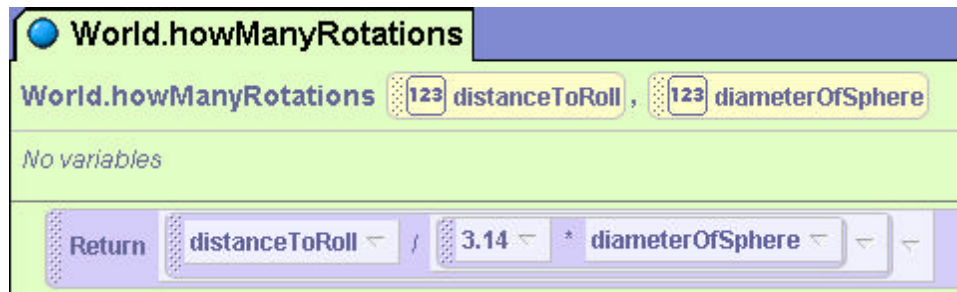 World.howManyRotations
World.howManyRotations 123 distanceToRoll , 123 diameterOfSphere
No variables
Return distanceToRoll / 3.14 * diameterOfSphere